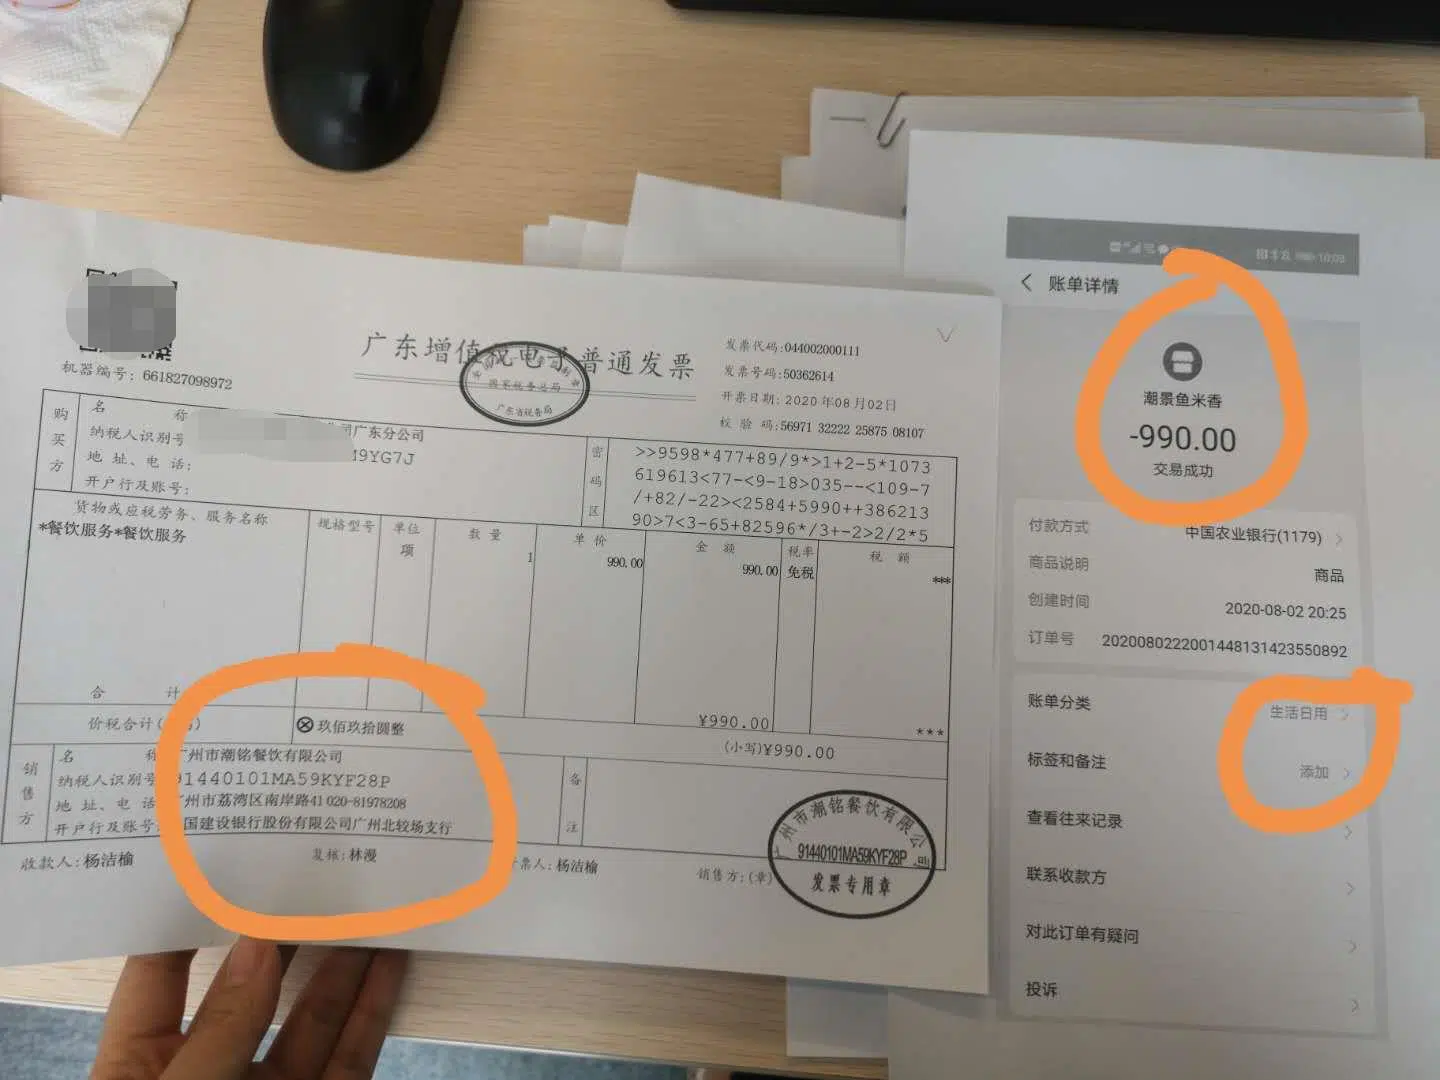 广东增值税电子普通发票
国家税务总局
广东省税务局
机器编号: 661827098972
发票代码:044002000111
发票号码:50362614
开票日期: 2020年08月02日
校 验 码:56971 32222 25875 08107
购买方
名 称
广东分公司
纳税人识别号
M9YG7J
地 址、电 话:
开户行及账号:
密码区
>>9598*477+89/9*>1+2-5*1073
619613<77-<9-18>035--<109-7
/+82/-22><2584+5990++386213
90>7<3-65+82596*/3+-2>2/2*5
货物或应税劳务、服务名称 规格型号 单位 数 量 单 价 金 额 税率 税 额
*餐饮服务*餐饮服务 项 1 990.00 990.00 免税 ***
合 计 ¥990.00 ***
价税合计( ) ⊗玖佰玖拾圆整 (小写)¥990.00
销售方
名 称 广州市潮铭餐饮有限公司
纳税人识别号 91440101MA59KYF28P
地 址、电 话 广州市荔湾区南岸路41 020-81978208
开户行及账号 国建设银行股份有限公司广州北较场支行
备注
收款人:杨洁榆 复核:林漫 开票人:杨洁榆 销售方:(章)
广州市潮铭餐饮有限公司
91440101MA59KYF28P
发票专用章
10:09
账单详情
潮景鱼米香
-990.00
交易成功
付款方式 中国农业银行(1179)
商品说明 商品
创建时间 2020-08-02 20:25
订单号 2020080222001448131423550892
账单分类 生活日用
标签和备注 添加
查看往来记录
联系收款方
对此订单有疑问
投诉